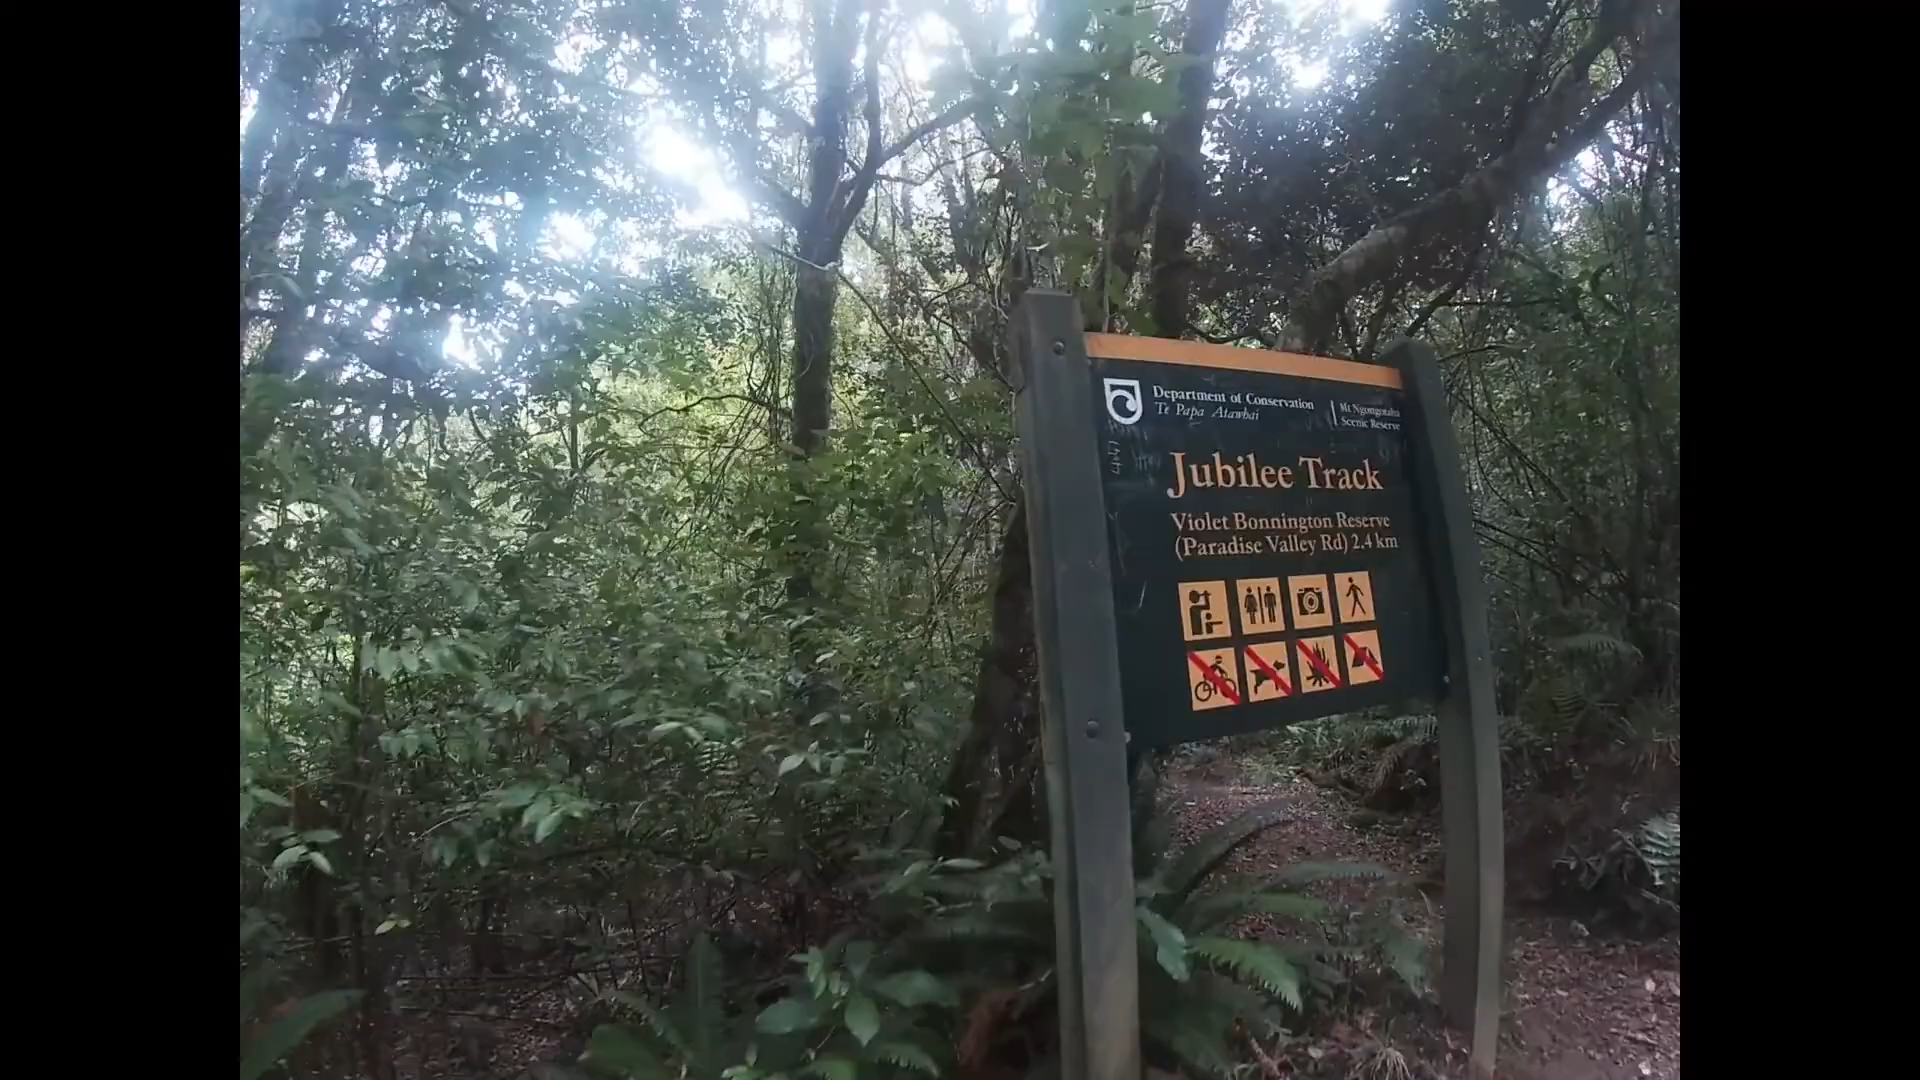 Department of Conservation
Te Papa Atawhai
Mt Ngongotaha
Scenic Reserve
Jubilee Track
Violet Bonnington Reserve
(Paradise Valley Rd) 2.4 km